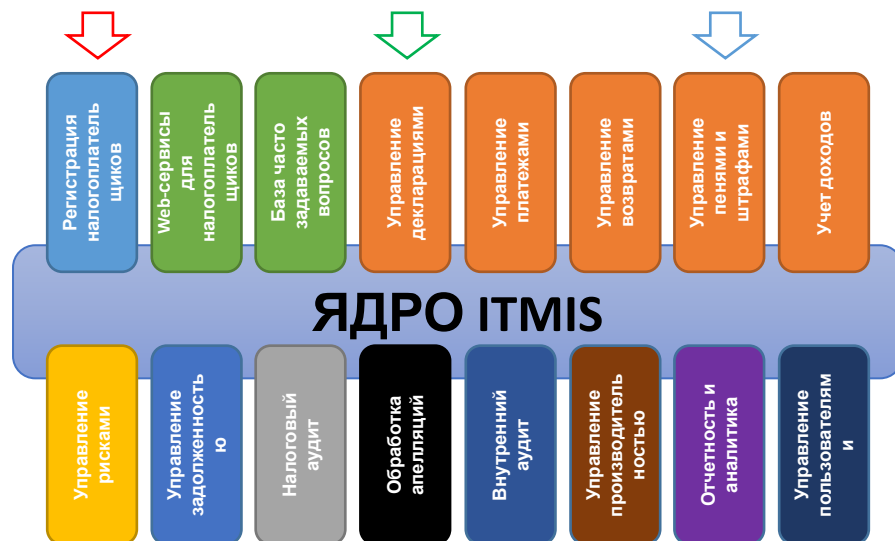 Регистрация
налогоплатель
щиков
Web-сервисы
для
налогоплатель
щиков
База часто
задаваемых
вопросов
Управление
декларациями
Управление
платежами
Управление
возвратами
Управление
пенями и
штрафами
Учет доходов
ЯДРО ITMIS
Управление
рисками
Управление
задолженность
ю
Налоговый
аудит
Обработка
апелляций
Внутренний
аудит
Управление
производитель
ностью
Отчетность и
аналитика
Управление
пользователям
и